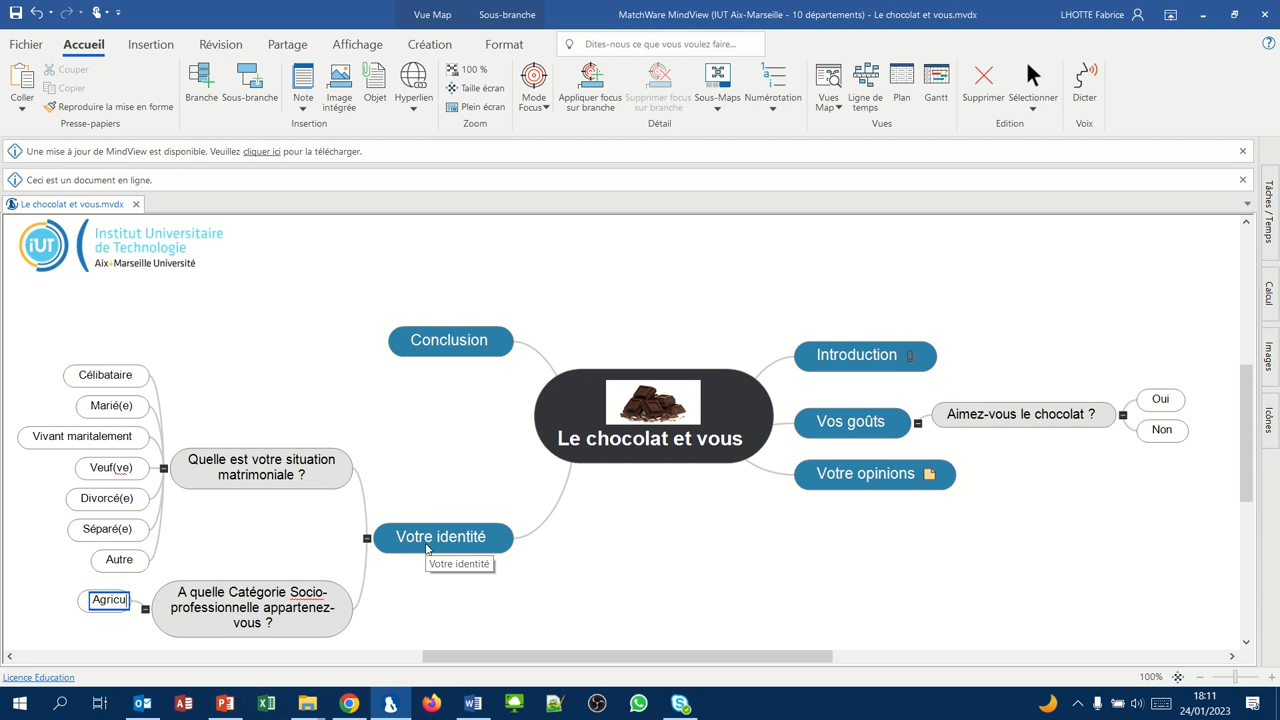 Vue Map
Sous-branche
MatchWare MindView (IUT Aix-Marseille - 10 départements) - Le chocolat et vous.mvdx
LHOTTE Fabrice
Fichier
Accueil
Insertion
Révision
Partage
Affichage
Création
Format
Dites-nous ce que vous voulez faire...
Coller
Couper
Copier
Reproduire la mise en forme
Presse-papiers
Branche
Sous-branche
Note
Image intégrée
Objet
Hyperlien
Insertion
100 %
Taille écran
Plein écran
Zoom
Mode Focus
Appliquer focus sur branche
Supprimer focus sur branche
Sous-Maps
Numérotation
Détail
Vues Map
Ligne de temps
Plan
Gantt
Vues
Supprimer
Sélectionner
Edition
Dicter
Voix
Une mise à jour de MindView est disponible. Veuillez cliquer ici pour la télécharger.
Ceci est un document en ligne.
Le chocolat et vous.mvdx
Tâches / Temps
Calcul
Images
Icônes
iUT
Institut Universitaire
de Technologie
Aix*Marseille Université
Conclusion
Introduction
Le chocolat et vous
Vos goûts
Aimez-vous le chocolat ?
Oui
Non
Votre opinions
Célibataire
Marié(e)
Vivant maritalement
Veuf(ve)
Divorcé(e)
Séparé(e)
Autre
Quelle est votre situation
matrimoniale ?
Votre identité
Votre identité
Agricu
A quelle Catégorie Socio-
professionnelle appartenez-
vous ?
Licence Education
100%
18:11
24/01/2023